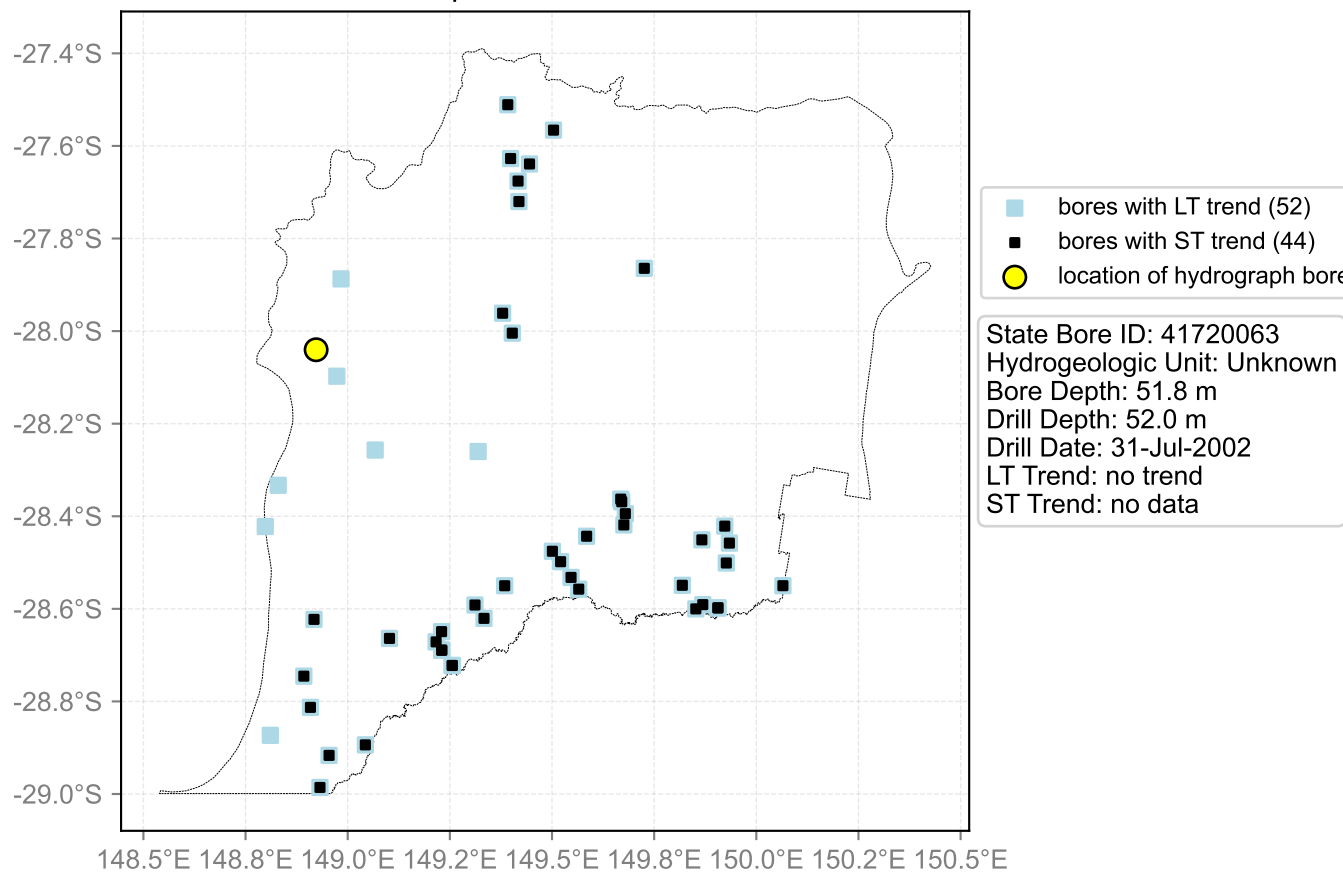 -27.4°S
-27.6°S
-27.8°S
-28.0°S
-28.2°S
-28.4°S
-28.6°S
-28.8°S
-29.0°S
148.5°E 148.8°E 149.0°E 149.2°E 149.5°E 149.8°E 150.0°E 150.2°E 150.5°E
bores with LT trend (52)
bores with ST trend (44)
location of hydrograph bore
State Bore ID: 41720063
Hydrogeologic Unit: Unknown
Bore Depth: 51.8 m
Drill Depth: 52.0 m
Drill Date: 31-Jul-2002
LT Trend: no trend
ST Trend: no data